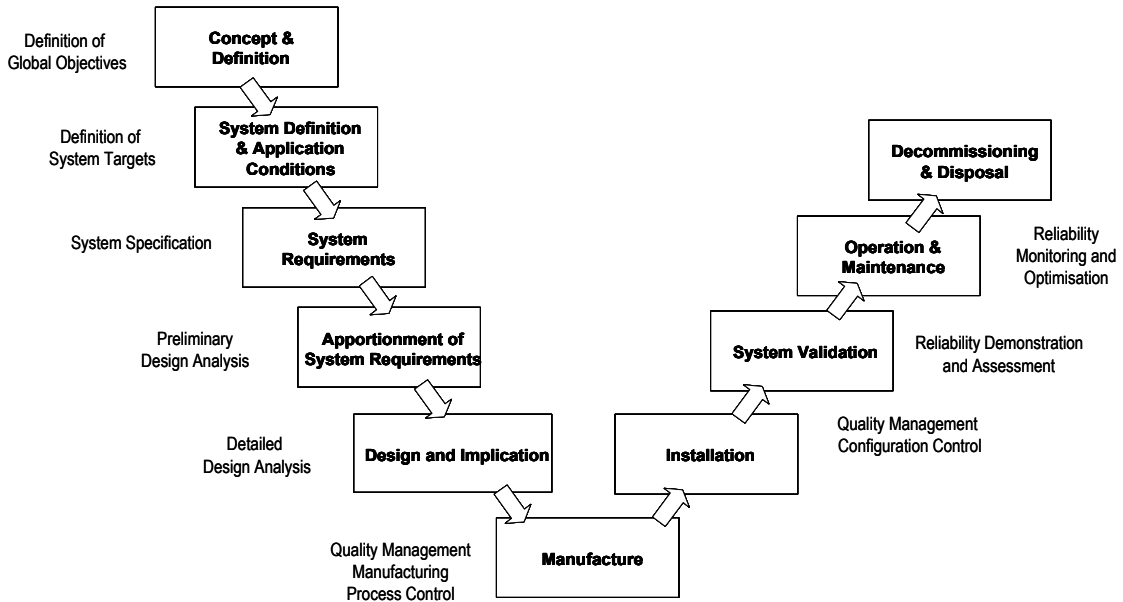 Definition of
Global Objectives
Concept &
Definition
Definition of
System Targets
System Definition
& Application
Conditions
System Specification
System
Requirements
Preliminary
Design Analysis
Apportionment of
System Requirements
Detailed
Design Analysis
Design and Implication
Quality Management
Manufacturing
Process Control
Manufacture
Installation
Quality Management
Configuration Control
System Validation
Reliability Demonstration
and Assessment
Operation &
Maintenance
Reliability
Monitoring and
Optimisation
Decommissioning
& Disposal